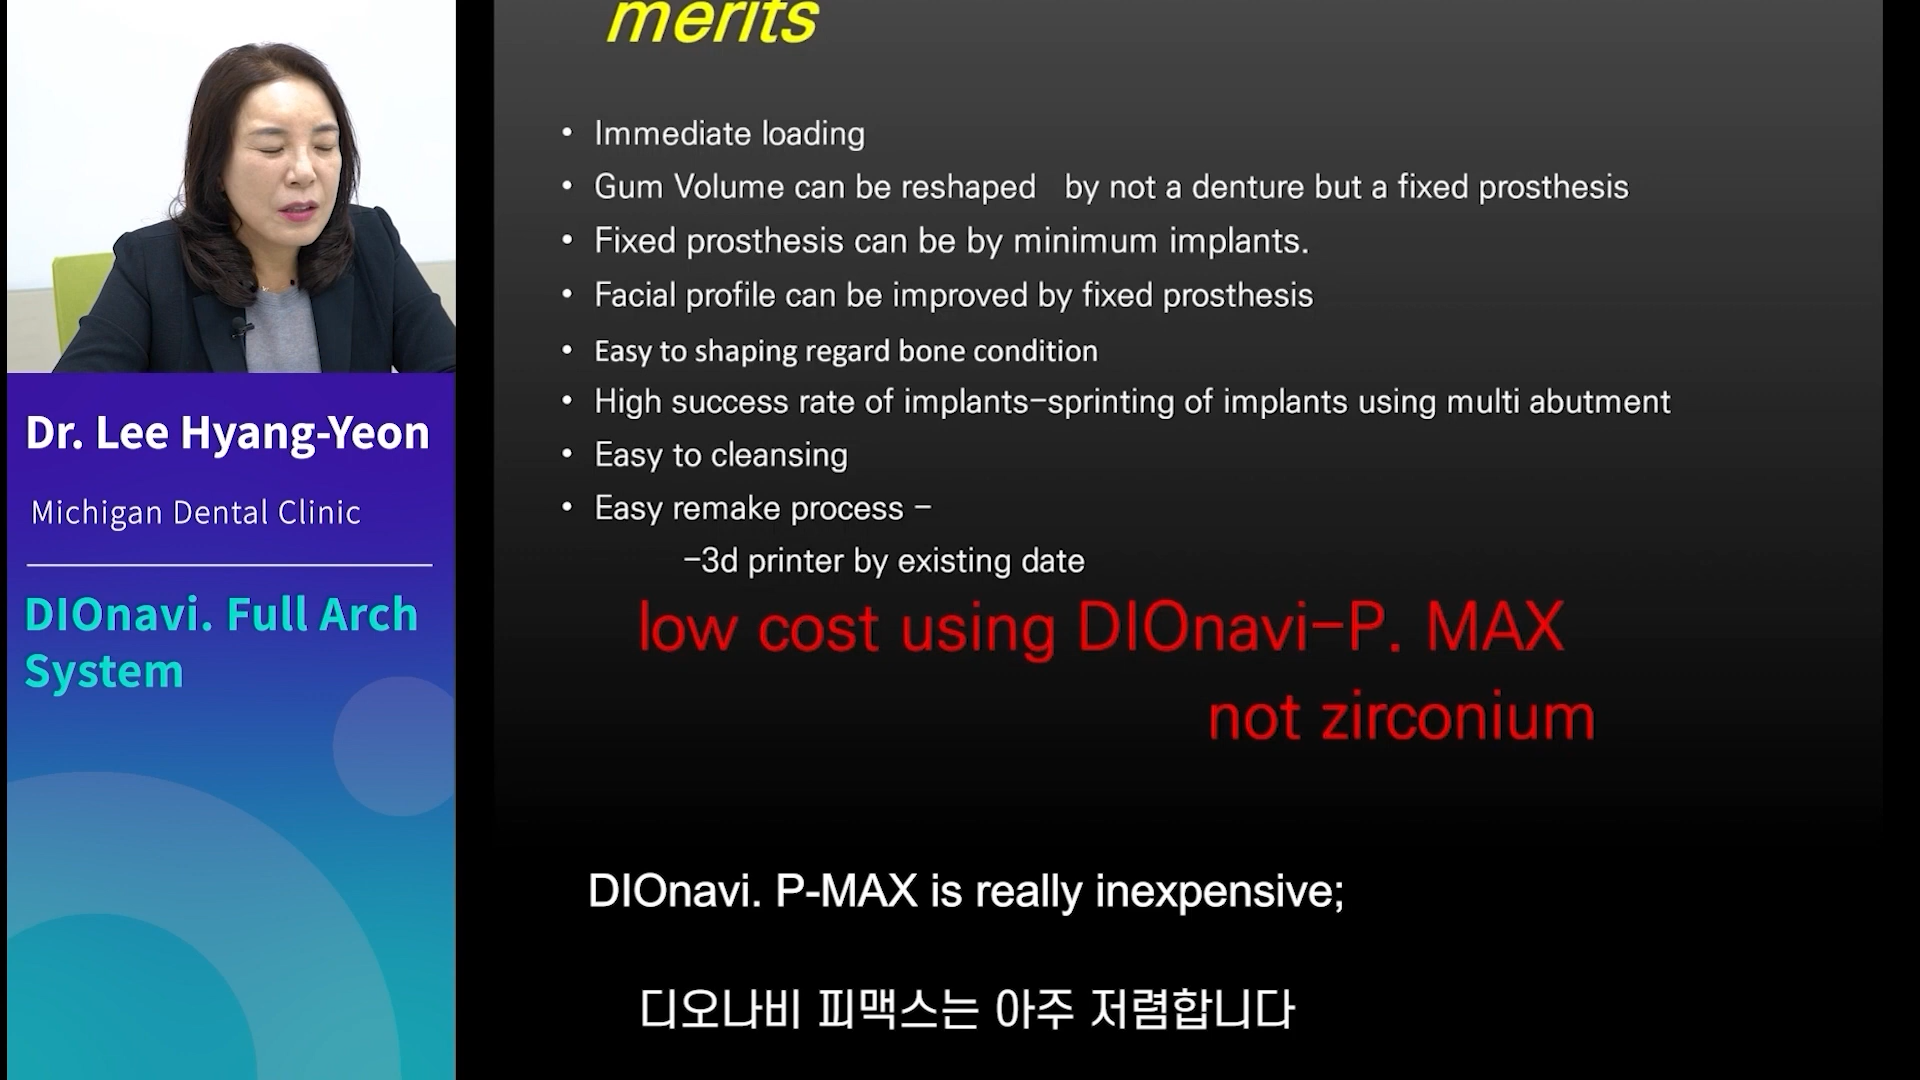 merits
• Immediate loading
• Gum Volume can be reshaped by not a denture but a fixed prosthesis
• Fixed prosthesis can be by minimum implants.
• Facial profile can be improved by fixed prosthesis
• Easy to shaping regard bone condition
• High success rate of implants-sprinting of implants using multi abutment
• Easy to cleansing
• Easy remake process -
-3d printer by existing date
low cost using DIOnavi-P. MAX
not zirconium
Dr. Lee Hyang-Yeon
Michigan Dental Clinic
DIOnavi. Full Arch
System
DIOnavi. P-MAX is really inexpensive;
디오나비 피맥스는 아주 저렴합니다